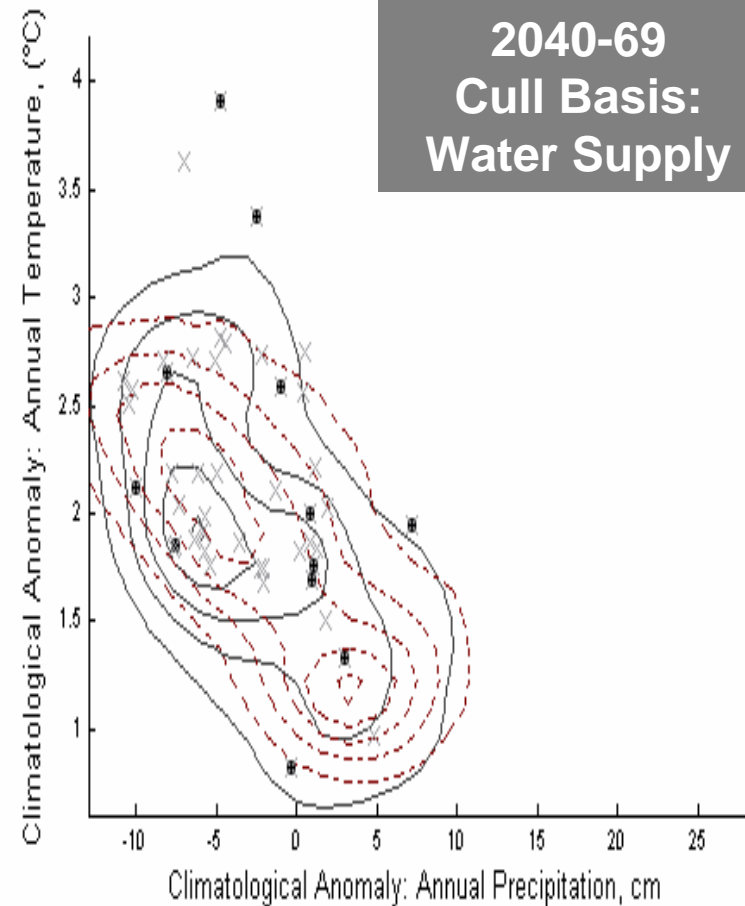 2040-69
Cull Basis:
Water Supply
Climatological Anomaly: Annual Temperature, (°C)
4
3.5
3
2.5
2
1.5
1
-10 -5 0 5 10 15 20 25
Climatological Anomaly: Annual Precipitation, cm